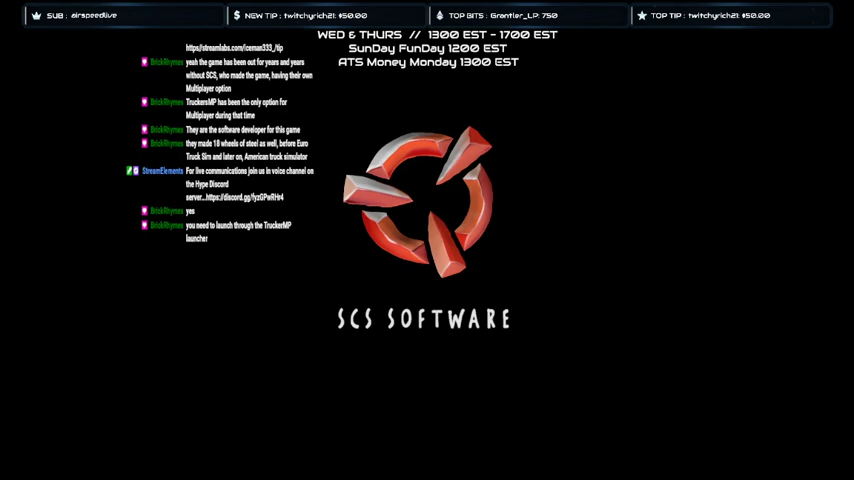 SUB : airspeedlive
$ NEW TIP : twitchyrich21: $50.00
TOP BITS : Grantler_LP: 750
TOP TIP : twitchyrich21: $50.00
WED & THURS // 1300 EST - 1700 EST
SunDay FunDay 1200 EST
ATS Money Monday 1300 EST
https//streamlabs.com/iceman333_/tip
BrickRhymes yeah the game has been out for years and years
without SCS, who made the game, having their own
Multiplayer option
BrickRhymes TruckersMP has been the only option for
Multiplayer during that time
BrickRhymes They are the software developer for this game
BrickRhymes they made 18 wheels of steel as well, before Euro
Truck Sim and later on, American truck simulator
StreamElements For live communications join us in voice channel on
the Hype Discord
server...https://discord.gg/fyzGPwRHr4
BrickRhymes yes
BrickRhymes you need to launch through the TruckerMP
launcher
SCS SOFTWARE